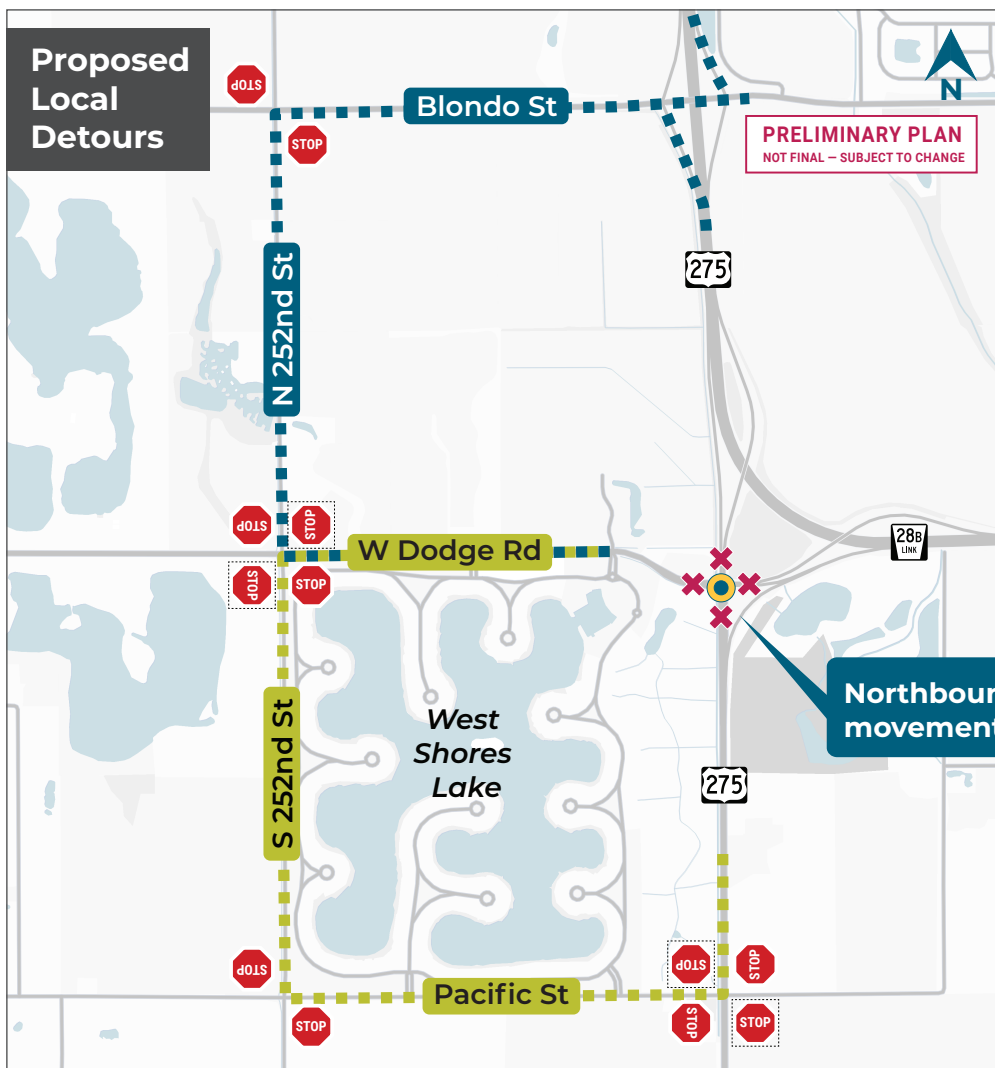 Proposed
Local
Detours
STOP
Blondo St
N
STOP
PRELIMINARY PLAN
NOT FINAL – SUBJECT TO CHANGE
275
N 252nd St
STOP
STOP
W Dodge Rd
28B
LINK
STOP
STOP
West
Shores
Lake
Northbour
movement
275
S 252nd St
STOP
STOP
STOP
Pacific St
STOP
STOP
STOP